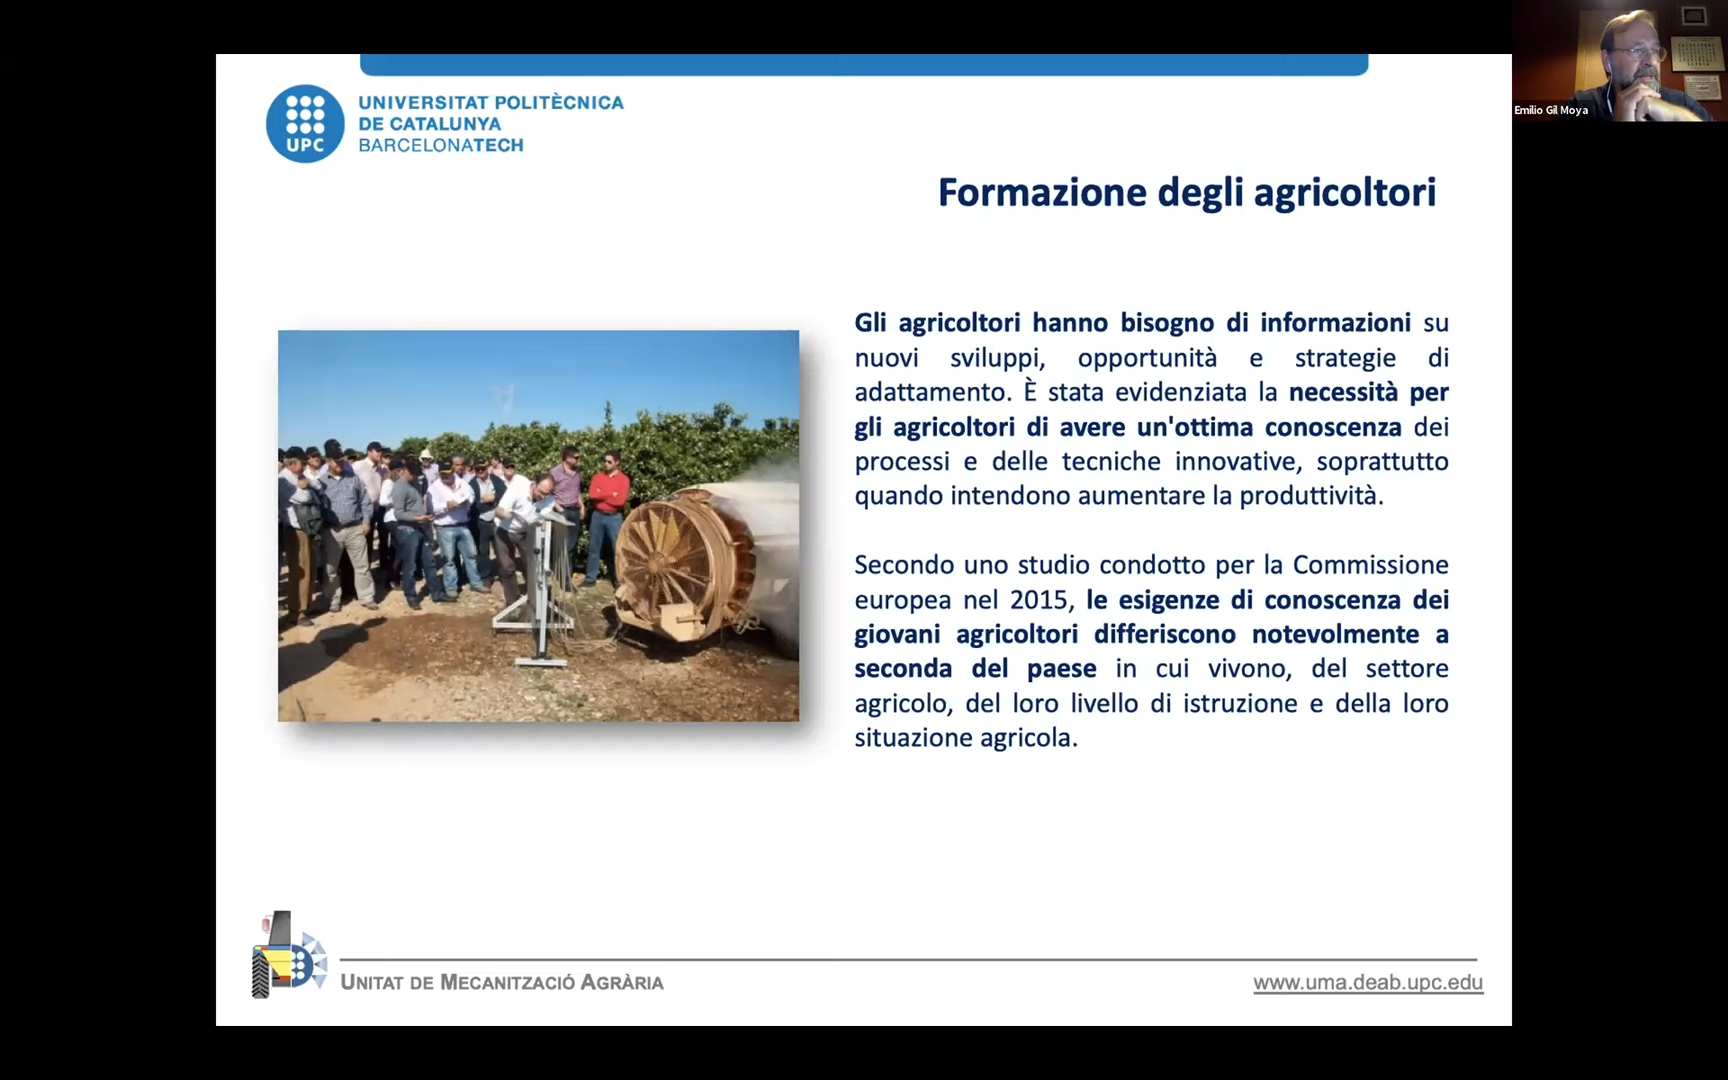 Emilio Gil Moya
UNIVERSITAT POLITÈCNICA
DE CATALUNYA
BARCELONATECH
UPC
Formazione degli agricoltori
Gli agricoltori hanno bisogno di informazioni su
nuovi sviluppi, opportunità e strategie di
adattamento. È stata evidenziata la necessità per
gli agricoltori di avere un'ottima conoscenza dei
processi e delle tecniche innovative, soprattutto
quando intendono aumentare la produttività.
Secondo uno studio condotto per la Commissione
europea nel 2015, le esigenze di conoscenza dei
giovani agricoltori differiscono notevolmente a
seconda del paese in cui vivono, del settore
agricolo, del loro livello di istruzione e della loro
situazione agricola.
UNITAT DE MECANITZACIÓ AGRÀRIA
www.uma.deab.upc.edu